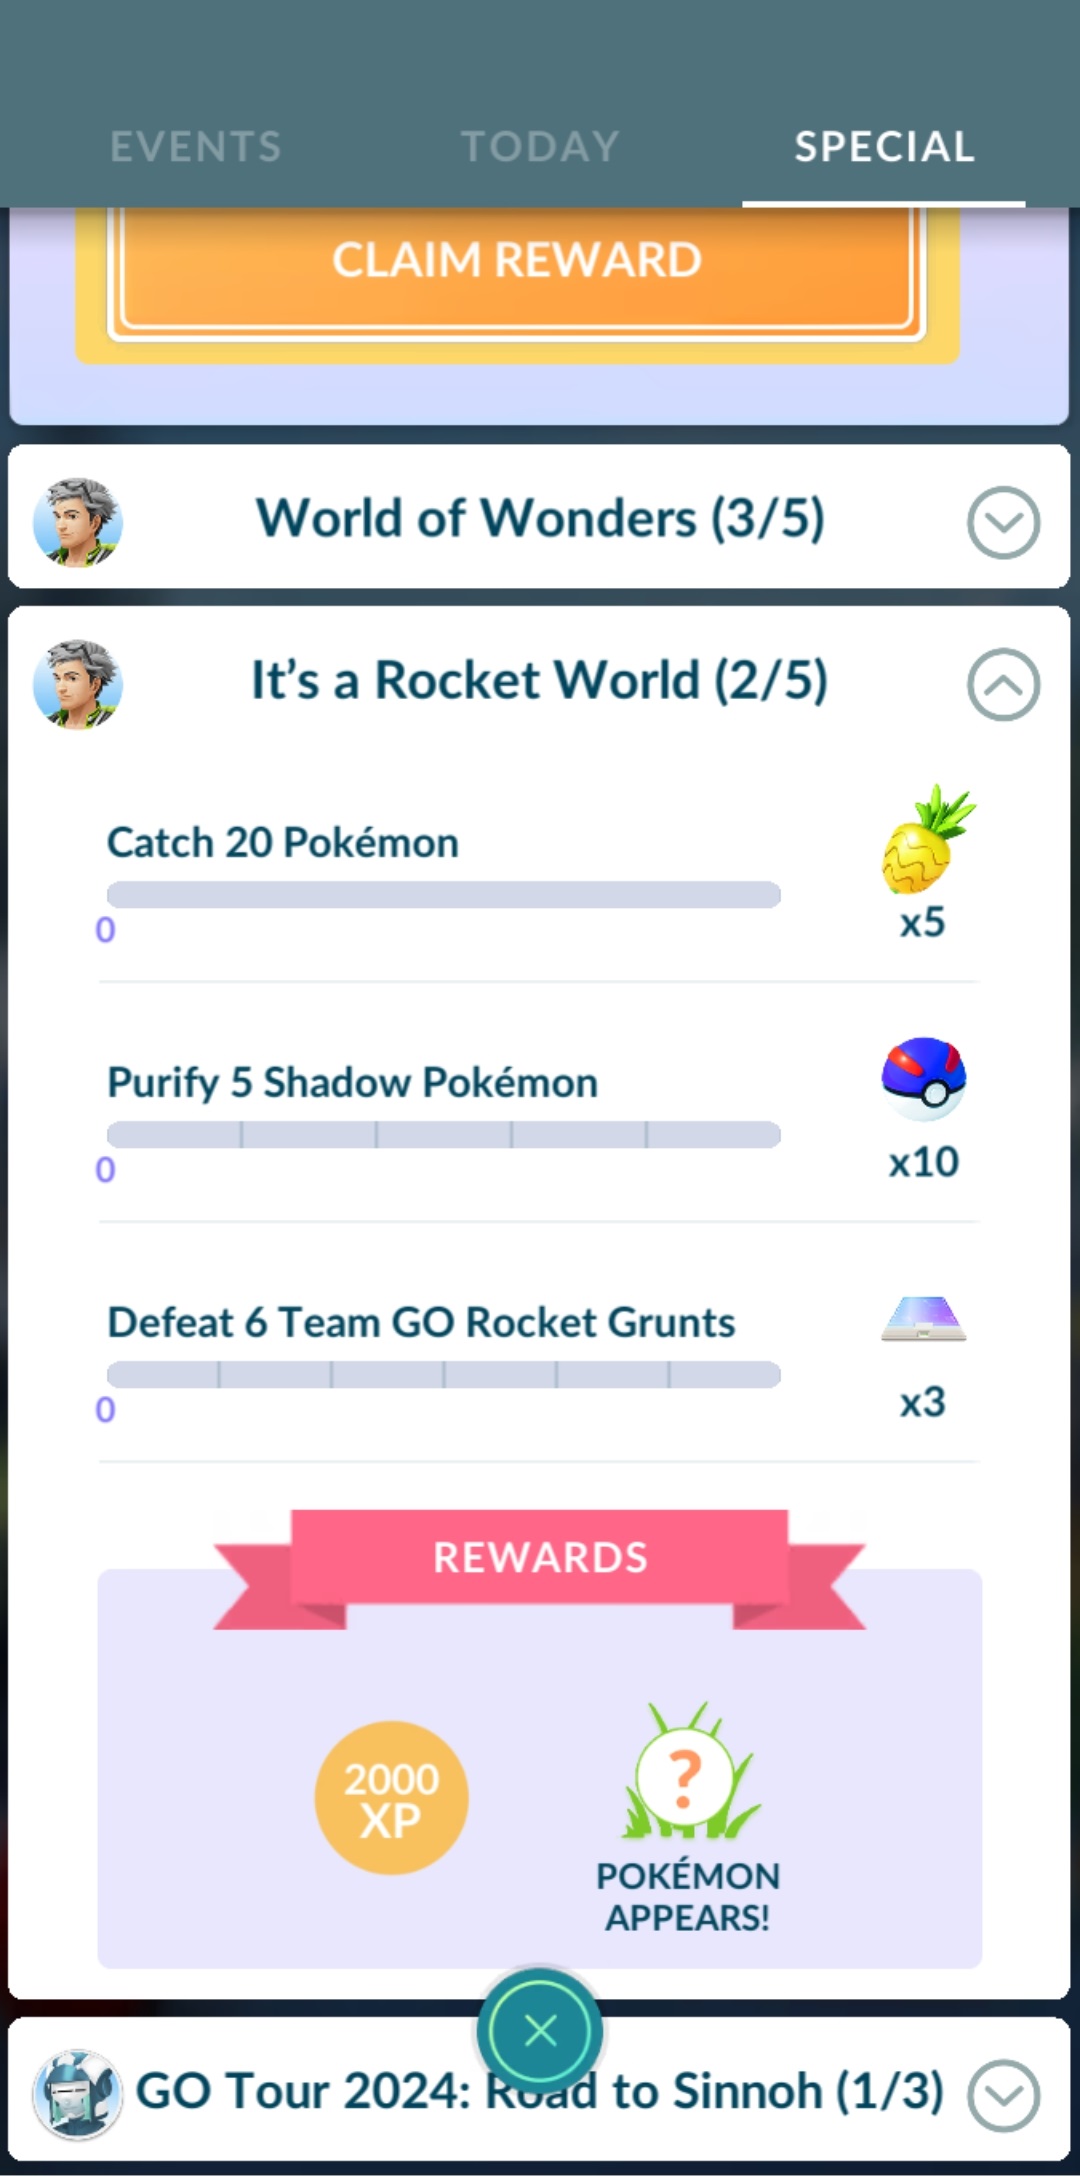 EVENTS TODAY SPECIAL
CLAIM REWARD
World of Wonders (3/5)
It’s a Rocket World (2/5)
Catch 20 Pokémon
0
x5
Purify 5 Shadow Pokémon
0
x10
Defeat 6 Team GO Rocket Grunts
0
x3
REWARDS
2000
XP
?
POKÉMON
APPEARS!
GO Tour 2024: Road to Sinnoh (1/3)